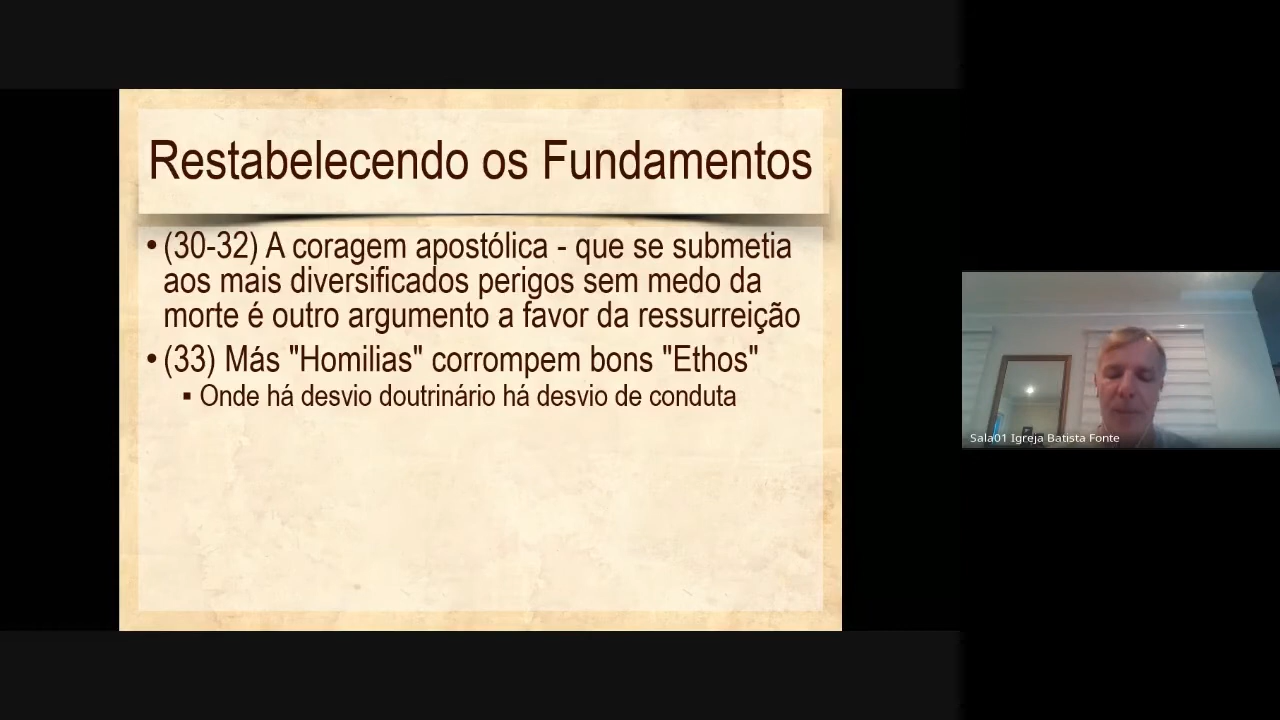 Restabelecendo os Fundamentos
• (30-32) A coragem apostólica - que se submetia
aos mais diversificados perigos sem medo da
morte é outro argumento a favor da ressurreição
• (33) Más "Homilias" corrompem bons "Ethos"
▪ Onde há desvio doutrinário há desvio de conduta
Sala01 Igreja Batista Fonte